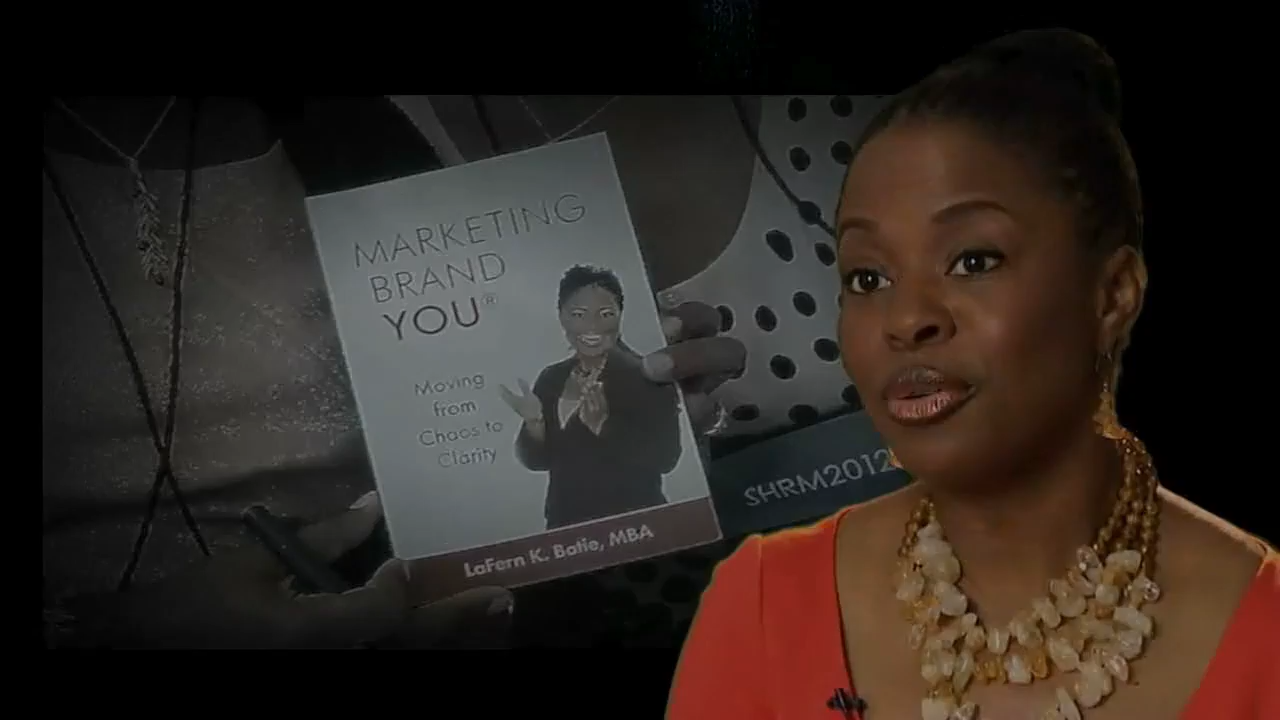 MARKETING
BRAND
YOU®
Moving
from
Chaos to
Clarity
LaFern K. Batie, MBA
SHRM2012